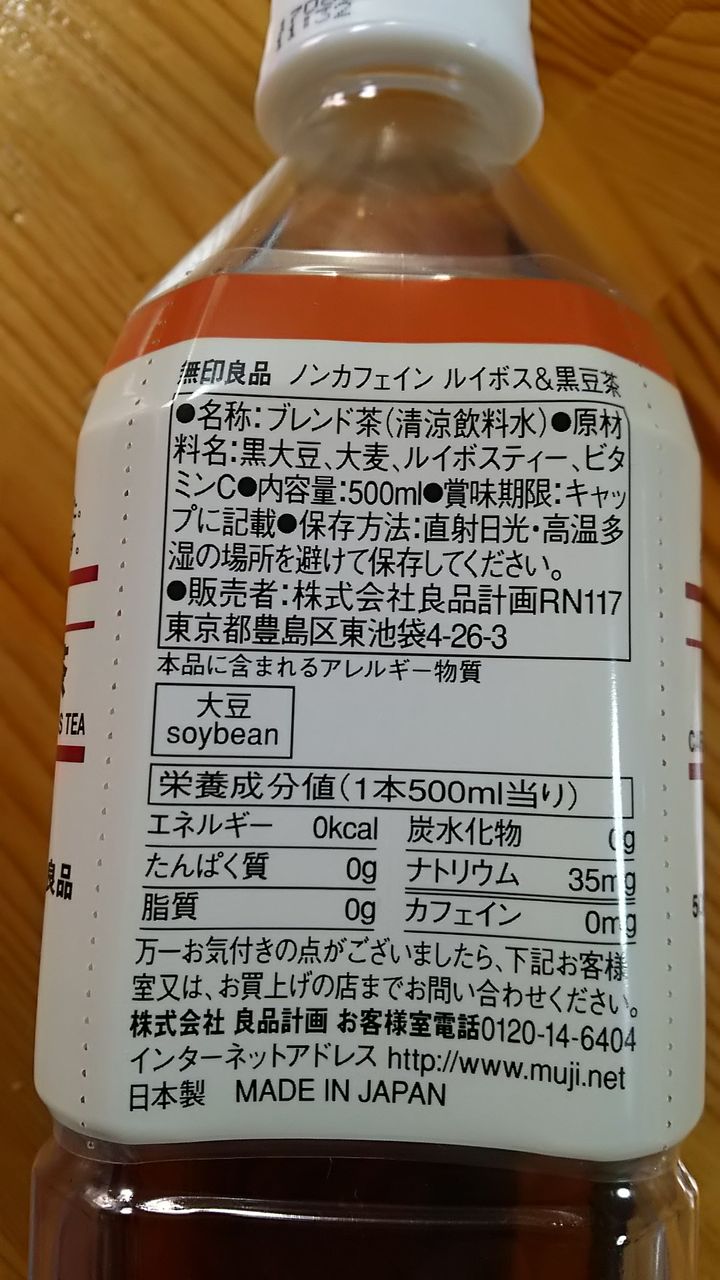 無印良品 ノンカフェイン ルイボス&黒豆茶
●名称:ブレンド茶(清涼飲料水)●原材
料名:黒大豆、大麦、ルイボスティー、ビタ
ミンC●内容量:500ml●賞味期限:キャッ
プに記載●保存方法:直射日光・高温多
湿の場所を避けて保存してください。
●販売者:株式会社良品計画RN117
東京都豊島区東池袋4-26-3
本品に含まれるアレルギー物質
大豆
soybean
栄養成分値(1本500ml当り)
エネルギー 0kcal 炭水化物 0g
たんぱく質 0g ナトリウム 35mg
脂質 0g カフェイン 0mg
万一お気付きの点がございましたら、下記お客様
室又は、お買上げの店までお問い合わせください。
株式会社 良品計画 お客様室電話0120-14-6404
インターネットアドレス http://www.muji.net
日本製 MADE IN JAPAN
S TEA
良品